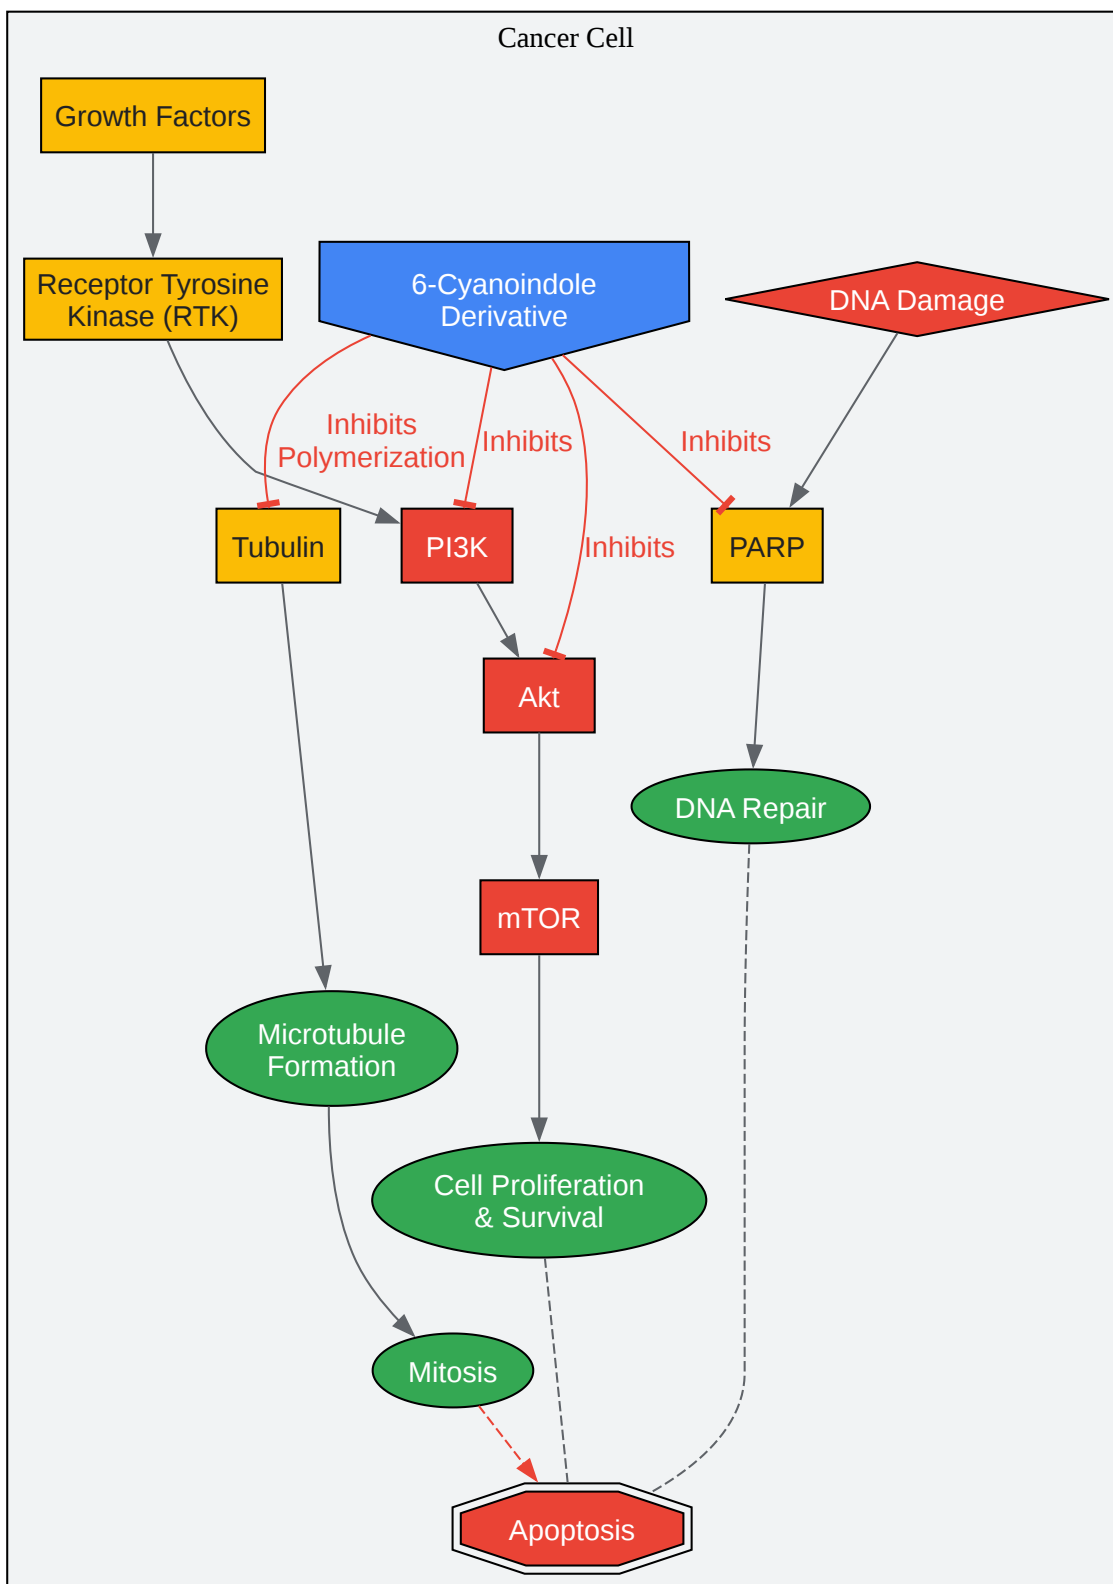 Cancer Cell
Growth Factors
Receptor Tyrosine
Kinase (RTK)
6-Cyanoindole
Derivative
DNA Damage
Inhibits
Polymerization
Inhibits
Inhibits
Inhibits
Tubulin
PI3K
PARP
Akt
DNA Repair
mTOR
Microtubule
Formation
Cell Proliferation
& Survival
Mitosis
Apoptosis